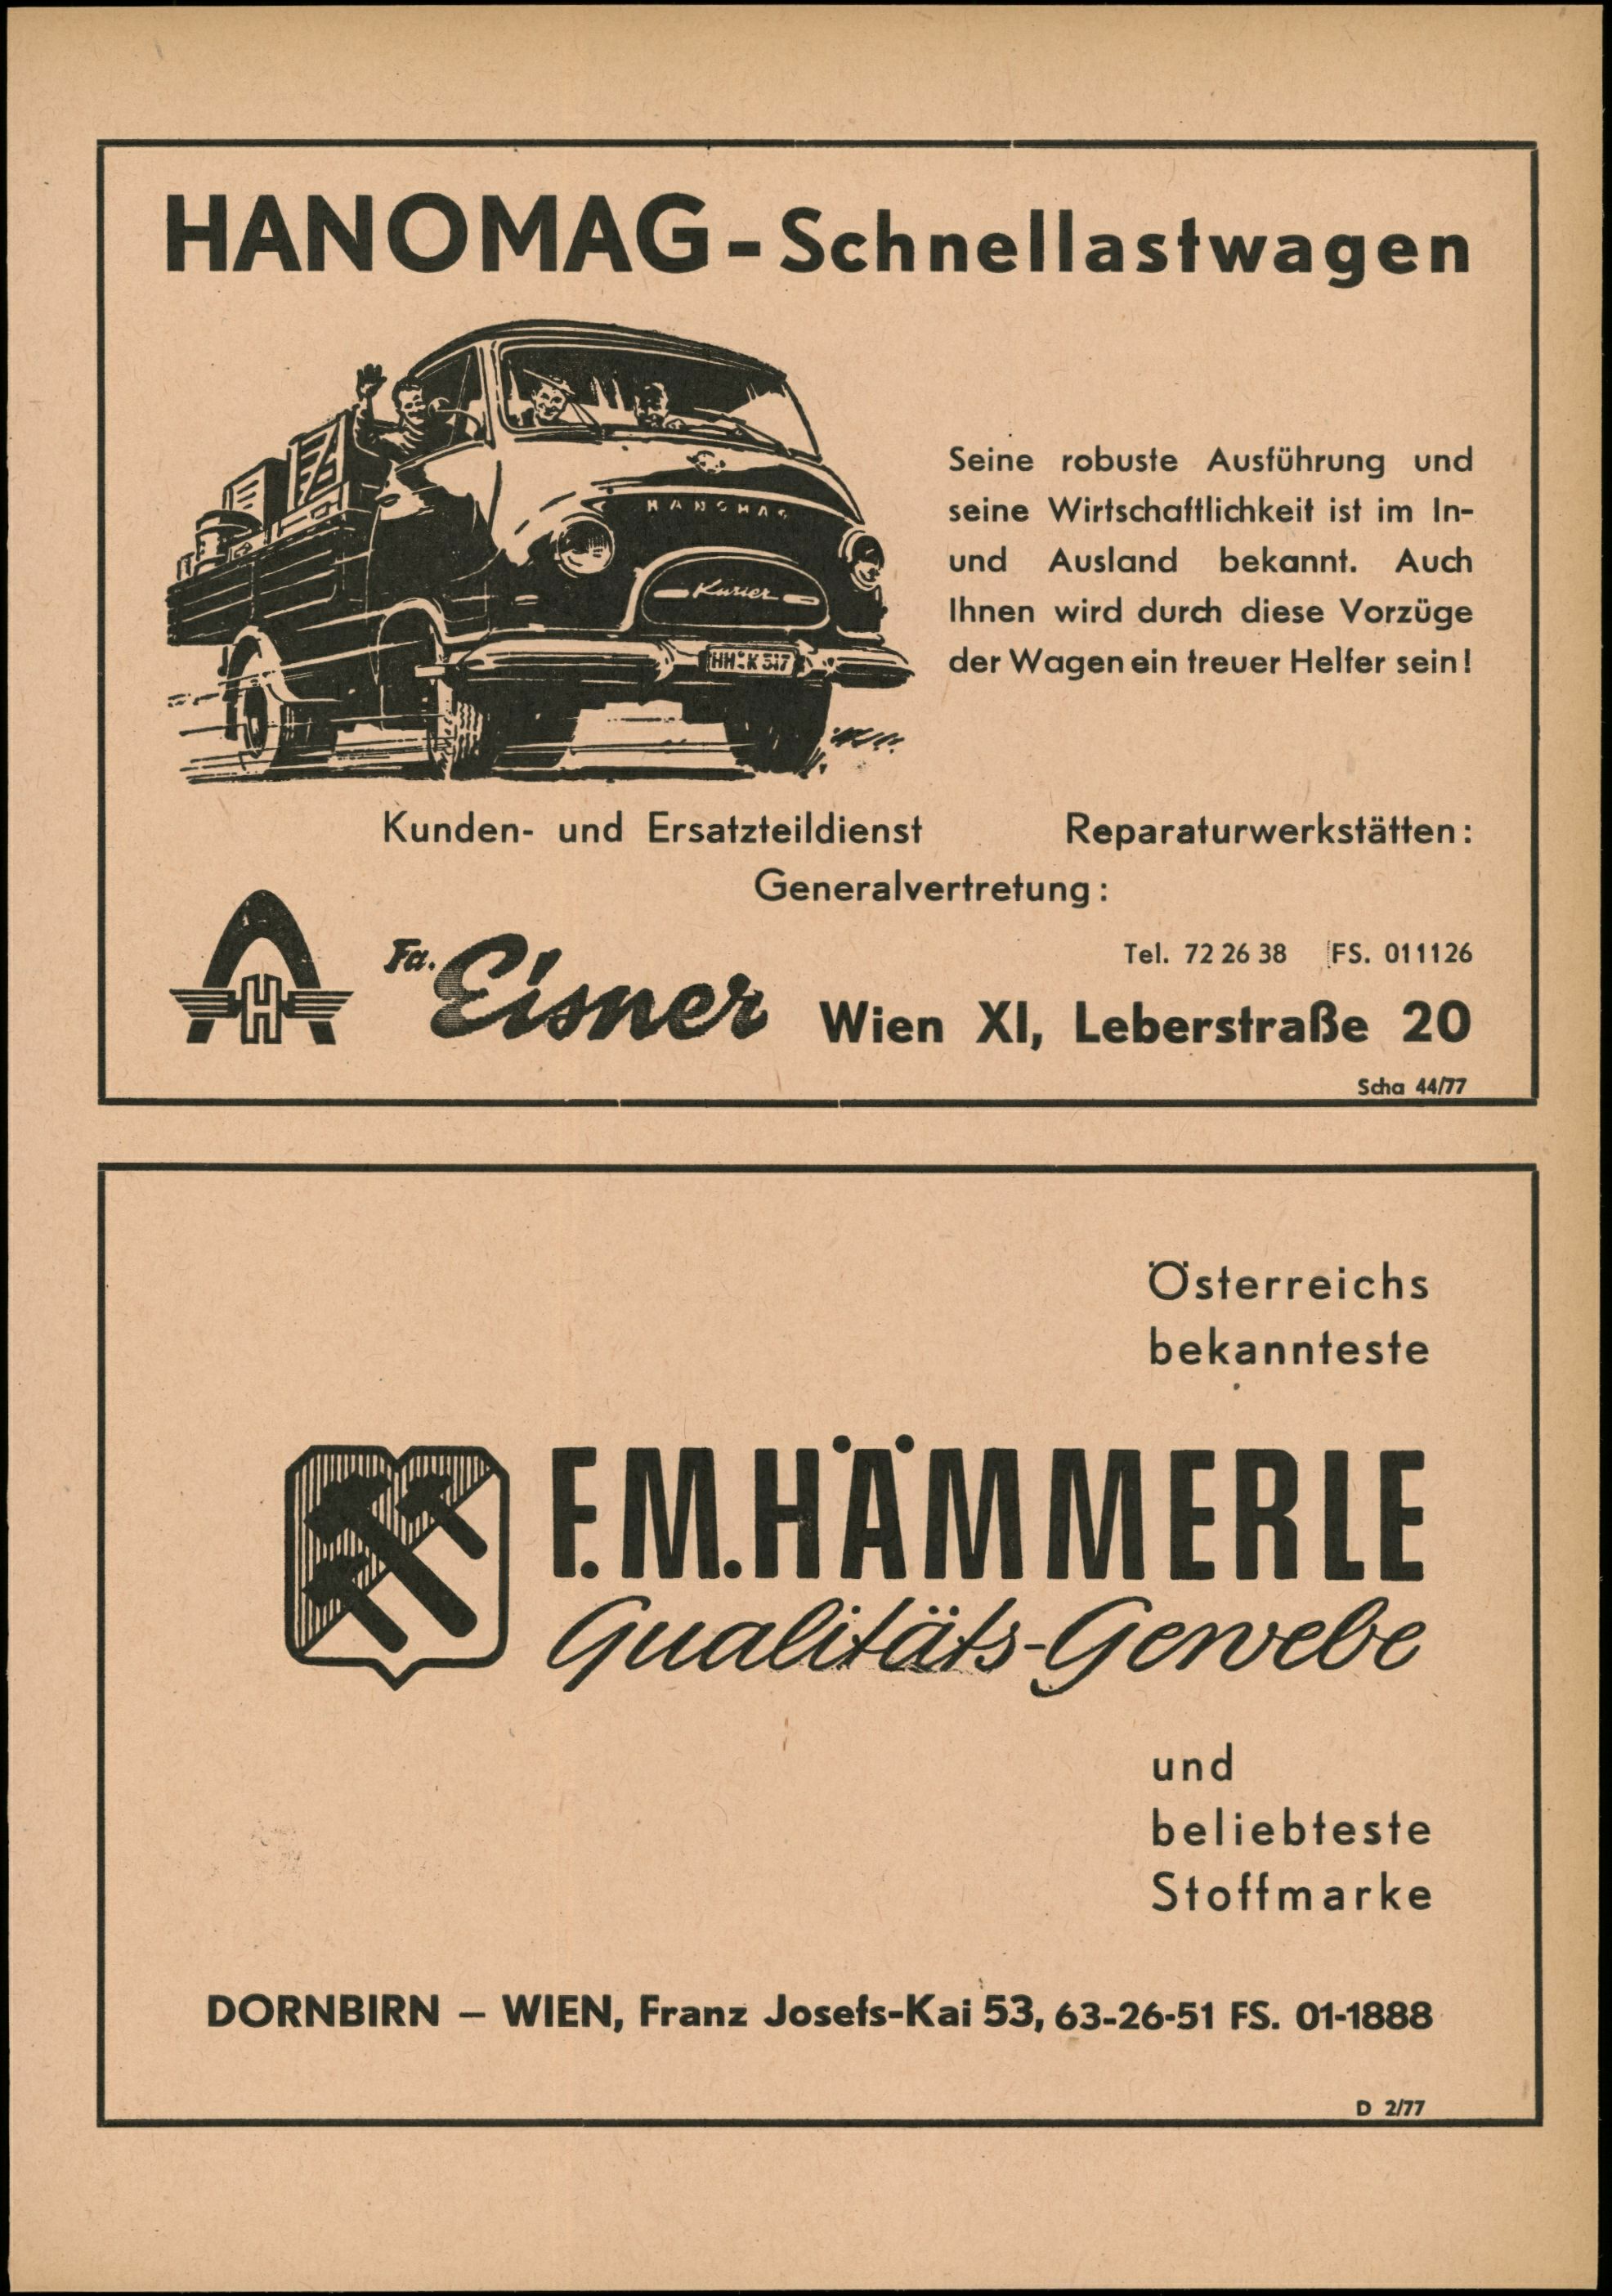 HANOMAG-Schnellastwagen
HANOMAG
Kurier
HH·K 317
Seine robuste Ausführung und
seine Wirtschaftlichkeit ist im In-
und Ausland bekannt. Auch
Ihnen wird durch diese Vorzüge
der Wagen ein treuer Helfer sein!
Kunden- und Ersatzteildienst Reparaturwerkstätten:
Generalvertretung:
Tel. 72 26 38 FS. 011126
H
Fa. Eisner Wien XI, Leberstraße 20
Scha 44/77
Österreichs
bekannteste
F.M.HÄMMERLE
Qualitäts-Gewebe
und
beliebteste
Stoffmarke
DORNBIRN – WIEN, Franz Josefs-Kai 53, 63-26-51 FS. 01-1888
D 2/77